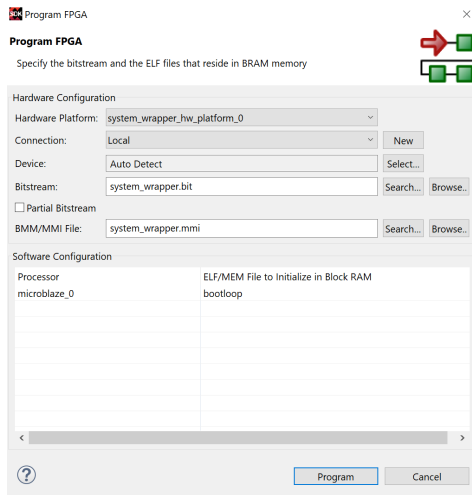 SDK Program FPGA
Program FPGA
Specify the bitstream and the ELF files that reside in BRAM memory
Hardware Configuration
Hardware Platform: system_wrapper_hw_platform_0
Connection: Local New
Device: Auto Detect Select...
Bitstream: system_wrapper.bit Search... Browse..
Partial Bitstream
BMM/MMI File: system_wrapper.mmi Search... Browse..
Software Configuration
Processor ELF/MEM File to Initialize in Block RAM
microblaze_0 bootloop
? Program Cancel